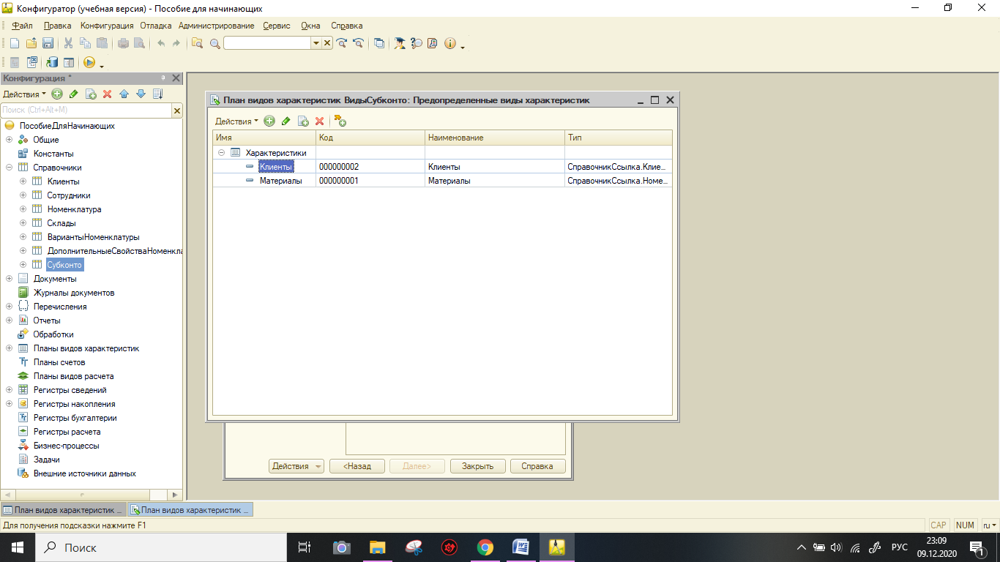 Конфигуратор (учебная версия) - Пособие для начинающих
Файл Правка Конфигурация Отладка Администрирование Сервис Окна Справка
Конфигурация *
Действия
Поиск (Ctrl+Alt+M)
ПособиеДляНачинающих
Общие
Константы
Справочники
Клиенты
Сотрудники
Номенклатура
Склады
ВариантыНоменклатуры
ДополнительныеСвойстваНоменкла
Субконто
Документы
Журналы документов
Перечисления
Отчеты
Обработки
Планы видов характеристик
Планы счетов
Планы видов расчета
Регистры сведений
Регистры накопления
Регистры бухгалтерии
Регистры расчета
Бизнес-процессы
Задачи
Внешние источники данных
План видов характеристик ВидыСубконто: Предопределенные виды характеристик
Действия
Имя Код Наименование Тип
Характеристики
Клиенты 000000002 Клиенты СправочникСсылка.Клие...
Материалы 000000001 Материалы СправочникСсылка.Номе...
Действия <Назад Далее> Закрыть Справка
План видов характеристик ... План видов характеристик ...
Для получения подсказки нажмите F1 CAP NUM ru
Поиск РУС 23:09
09.12.2020 1